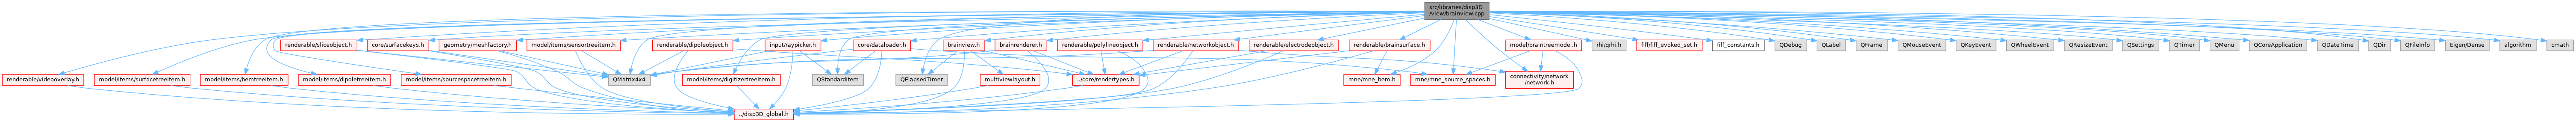 src/libraries/disp3D
/view/brainview.cpp
renderable/sliceobject.h
core/surfacekeys.h
geometry/meshfactory.h
model/items/sensortreeitem.h
renderable/dipoleobject.h
input/raypicker.h
core/dataloader.h
brainview.h
brainrenderer.h
renderable/polylineobject.h
renderable/networkobject.h
renderable/electrodeobject.h
renderable/brainsurface.h
model/braintreemodel.h
rhi/qrhi.h
fiff/fiff_evoked_set.h
fiff_constants.h
QDebug
QLabel
QFrame
QMouseEvent
QKeyEvent
QWheelEvent
QResizeEvent
QSettings
QTimer
QMenu
QCoreApplication
QDateTime
QDir
QFileInfo
Eigen/Dense
algorithm
cmath
renderable/videooverlay.h
model/items/surfacetreeitem.h
model/items/bemtreeitem.h
model/items/dipoletreeitem.h
model/items/sourcespacetreeitem.h
QMatrix4x4
model/items/digitizertreeitem.h
QStandardItem
QElapsedTimer
multiviewlayout.h
../core/rendertypes.h
mne/mne_bem.h
mne/mne_source_spaces.h
connectivity/network
/network.h
../disp3D_global.h